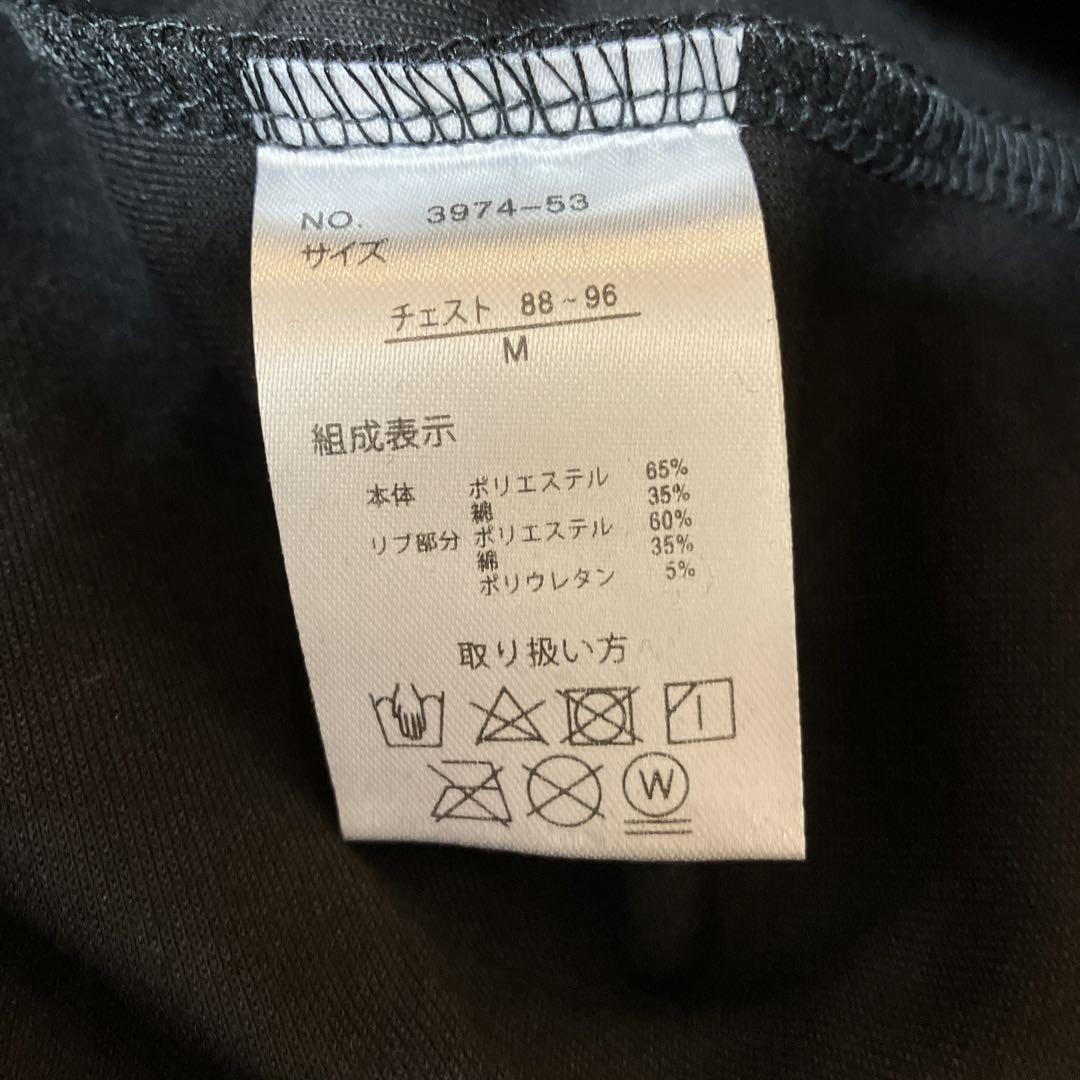 NO. 3974-53
サイズ
チェスト 88~96
M
組成表示
本体 ポリエステル 65%
綿 35%
リブ部分 ポリエステル 60%
綿 35%
ポリウレタン 5%
取り扱い方
W